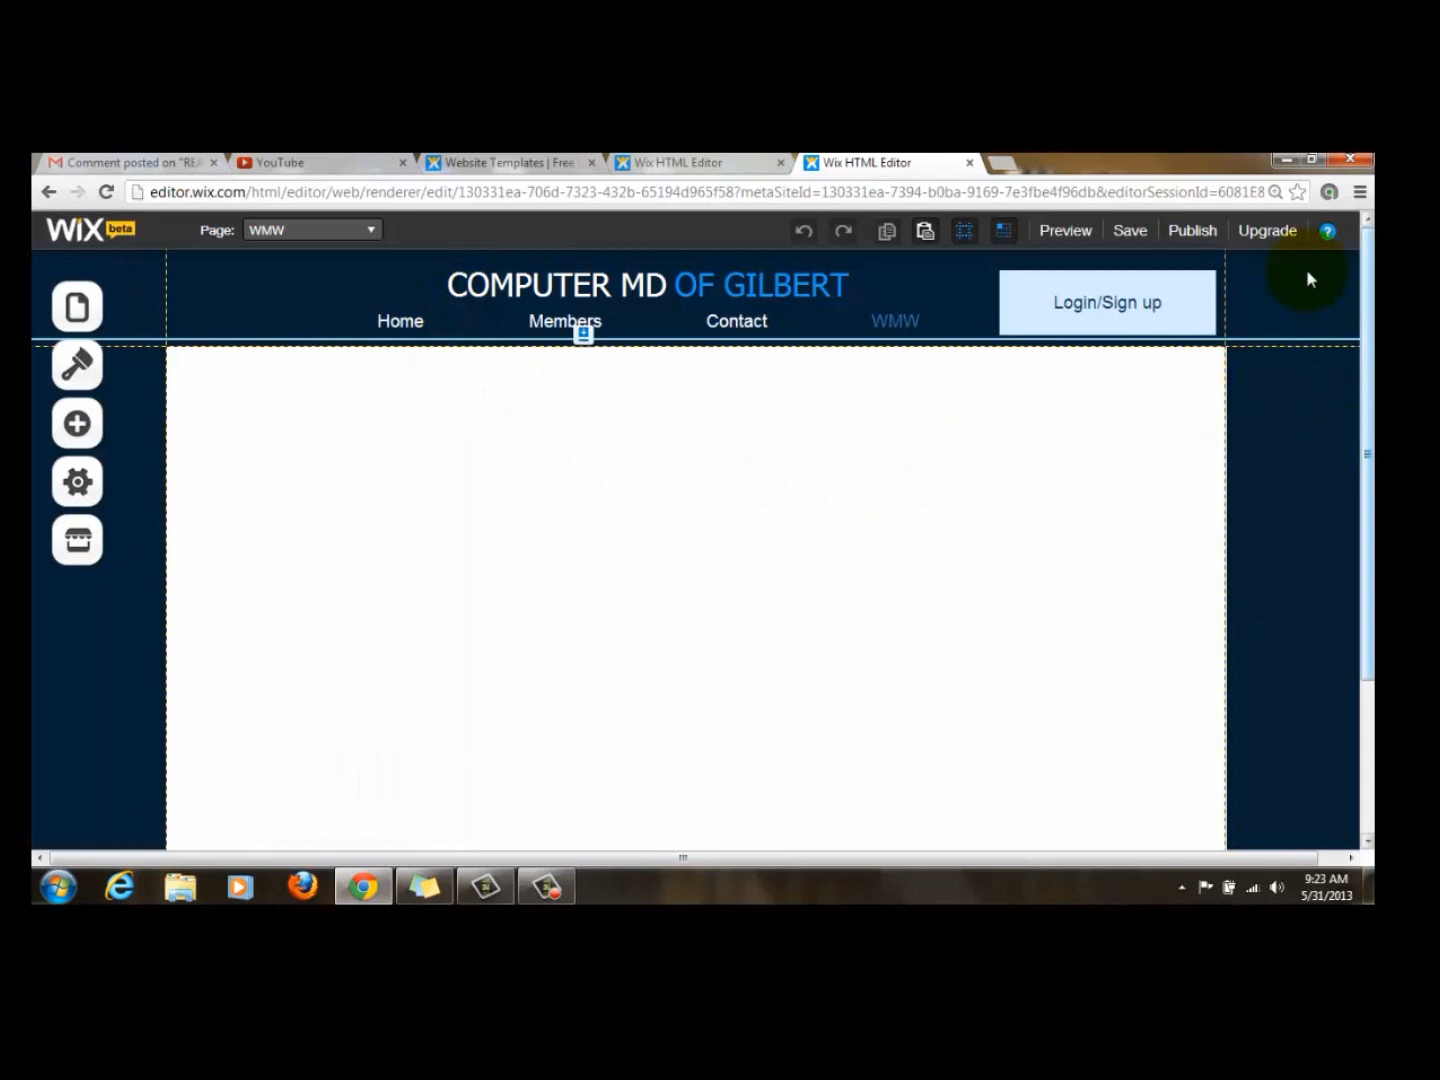 Comment posted on "REA
YouTube
Website Templates | Free
Wix HTML Editor
Wix HTML Editor
editor.wix.com/html/editor/web/renderer/edit/130331ea-706d-7323-432b-65194d965f58?metaSiteId=130331ea-7394-b0ba-9169-7e3fbe4f96db&editorSessionId=6081E8
WiX beta
Page: WMW
Preview Save Publish Upgrade ?
COMPUTER MD OF GILBERT
Login/Sign up
Home Members Contact WMW
9:23 AM
5/31/2013